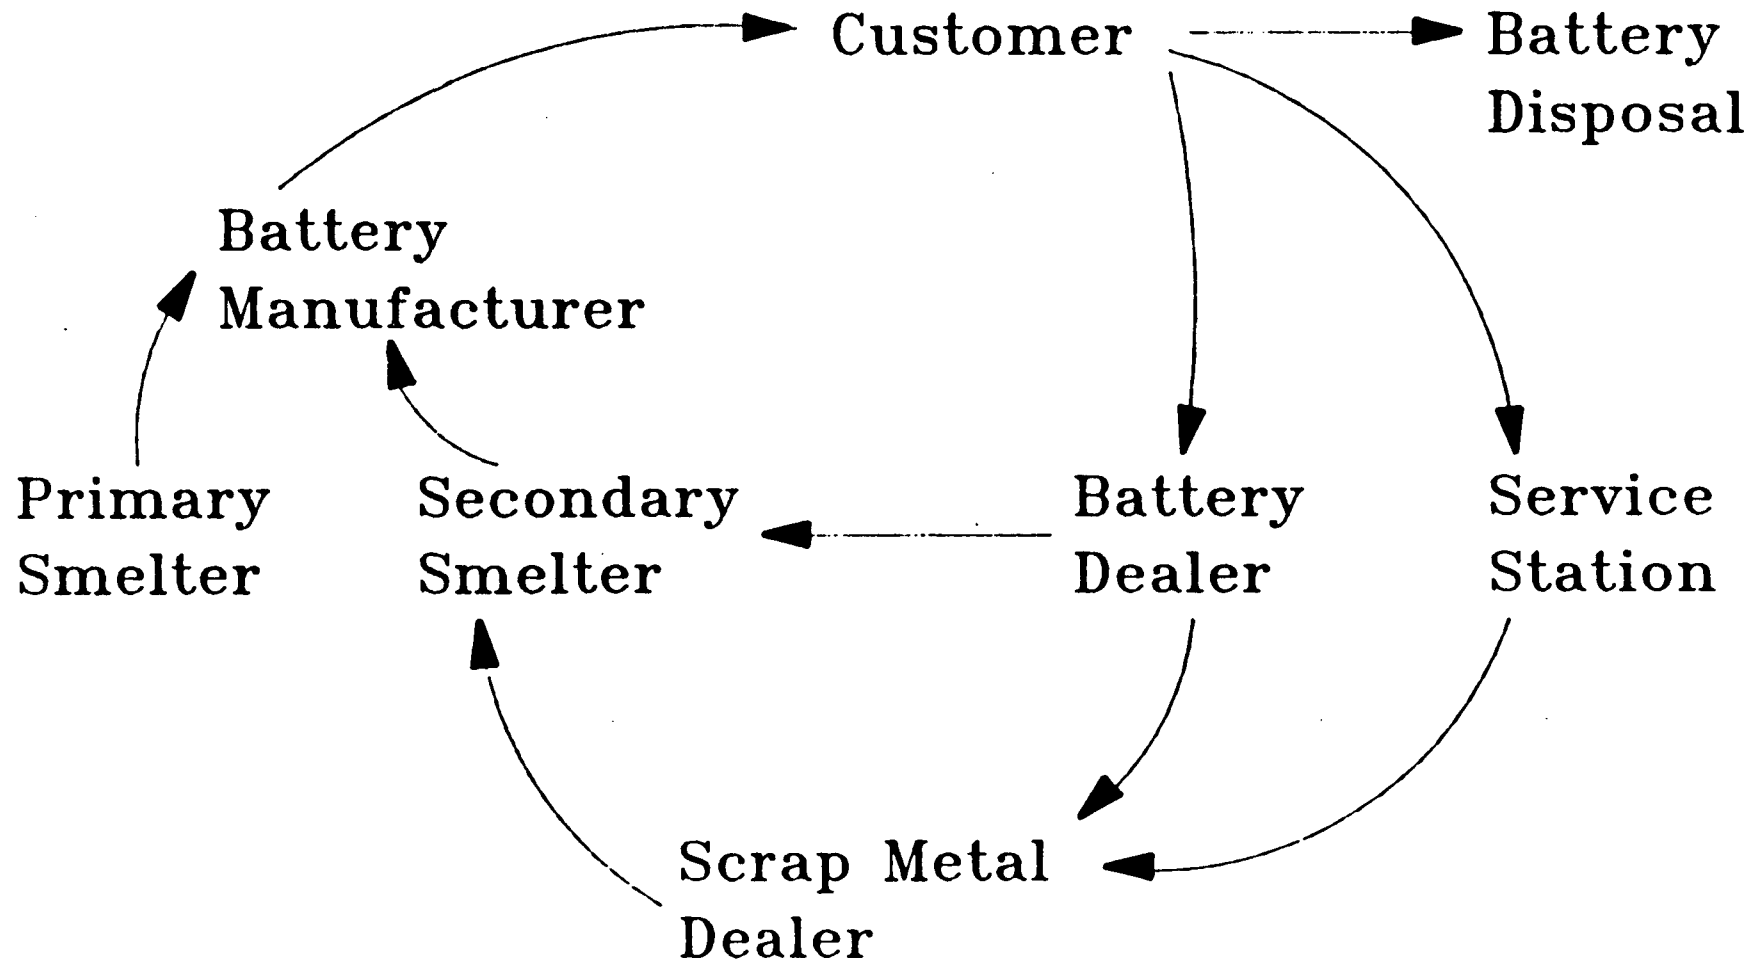 Customer
Battery
Disposal
Battery
Manufacturer
Primary
Smelter
Secondary
Smelter
Battery
Dealer
Service
Station
Scrap Metal
Dealer